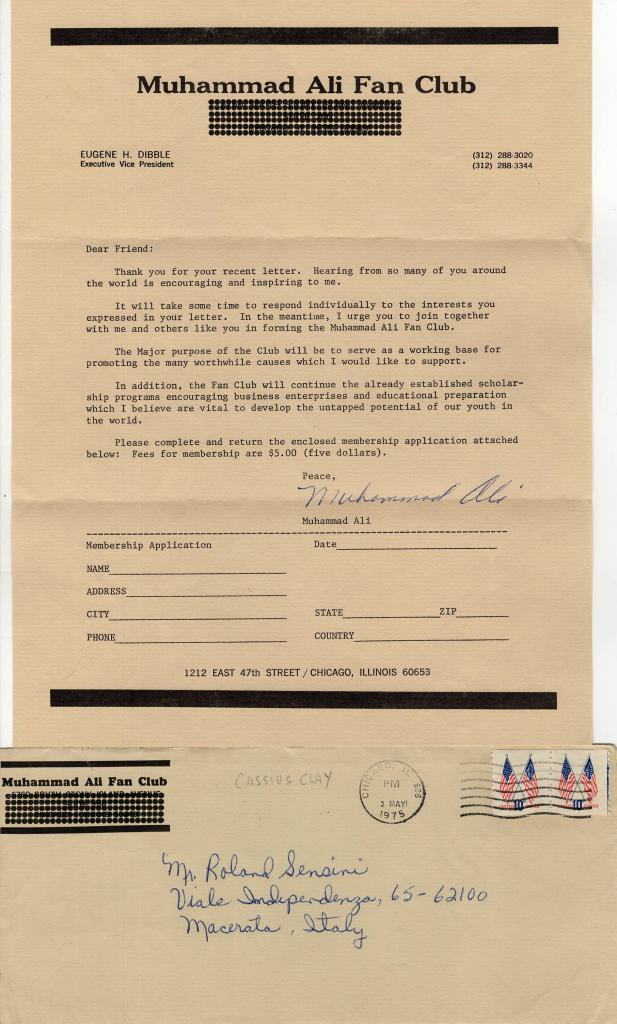 Muhammad Ali Fan Club
EUGENE H. DIBBLE
Executive Vice President
(312) 288-3020
(312) 288-3344
Dear Friend:
Thank you for your recent letter. Hearing from so many of you around
the world is encouraging and inspiring to me.
It will take some time to respond individually to the interests you
expressed in your letter. In the meantime, I urge you to join together
with me and others like you in forming the Muhammad Ali Fan Club.
The Major purpose of the Club will be to serve as a working base for
promoting the many worthwhile causes which I would like to support.
In addition, the Fan Club will continue the already established scholar-
ship programs encouraging business enterprises and educational preparation
which I believe are vital to develop the untapped potential of our youth in
the world.
Please complete and return the enclosed membership application attached
below: Fees for membership are $5.00 (five dollars).
Peace,
Muhammad Ali
Muhammad Ali
Membership Application Date
NAME
ADDRESS
CITY STATE ZIP
PHONE COUNTRY
1212 EAST 47th STREET / CHICAGO, ILLINOIS 60653
Muhammad Ali Fan Club
CASSIUS CLAY
CHICAGO, IL 606
PM
2 MAY
1975
10¢ 10¢
Mr. Roland Sensini
Viale Indipendenza, 65-62100
Macerata, Italy